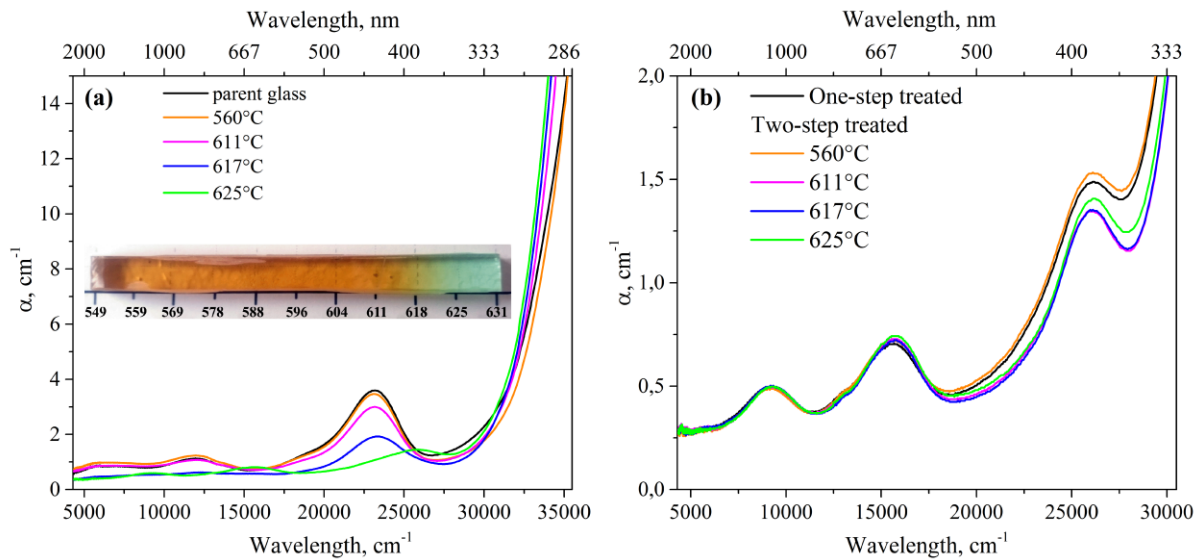 Wavelength, nm
2000 1000 667 500 400 333 286
(a)
parent glass
560°C
611°C
617°C
625°C
549 559 569 578 588 596 604 611 618 625 631
14
12
10
8
6
4
2
0
α, cm-1
5000 10000 15000 20000 25000 30000 35000
Wavelength, cm-1
Wavelength, nm
2000 1000 667 500 400 333
(b)
One-step treated
Two-step treated
560°C
611°C
617°C
625°C
2,0
1,5
1,0
0,5
0,0
α, cm-1
5000 10000 15000 20000 25000 30000
Wavelength, cm-1